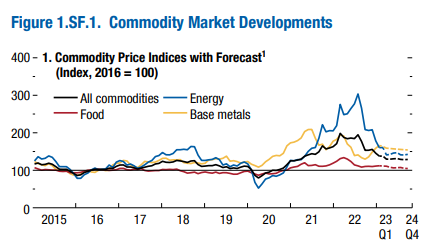 Figure 1.SF.1. Commodity Market Developments
400
1. Commodity Price Indices with Forecast1
(Index, 2016 = 100)
All commodities Energy
Food Base metals
300
200
100
0
2015 16 17 18 19 20 21 22 23 24
Q1 Q4